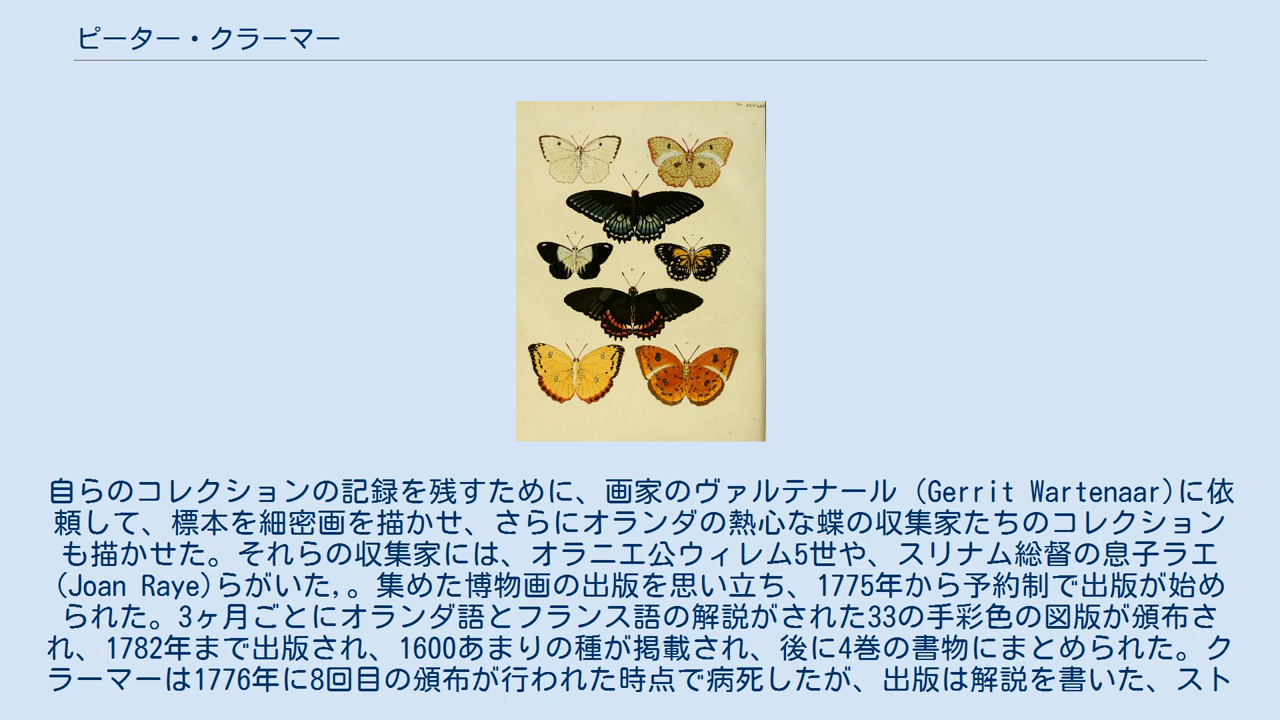 ピーター・クラーマー
自らのコレクションの記録を残すために、画家のヴァルテナール (Gerrit Wartenaar)に依
頼して、標本を細密画を描かせ、さらにオランダの熱心な蝶の収集家たちのコレクション
も描かせた。それらの収集家には、オラニエ公ウィレム5世や、スリナム総督の息子ラエ
(Joan Raye)らがいた,。集めた博物画の出版を思い立ち、1775年から予約制で出版が始め
られた。3ヶ月ごとにオランダ語とフランス語の解説がされた33の手彩色の図版が頒布さ
れ、1782年まで出版され、1600あまりの種が掲載され、後に4巻の書物にまとめられた。ク
ラーマーは1776年に8回目の頒布が行われた時点で病死したが、出版は解説を書いた、スト